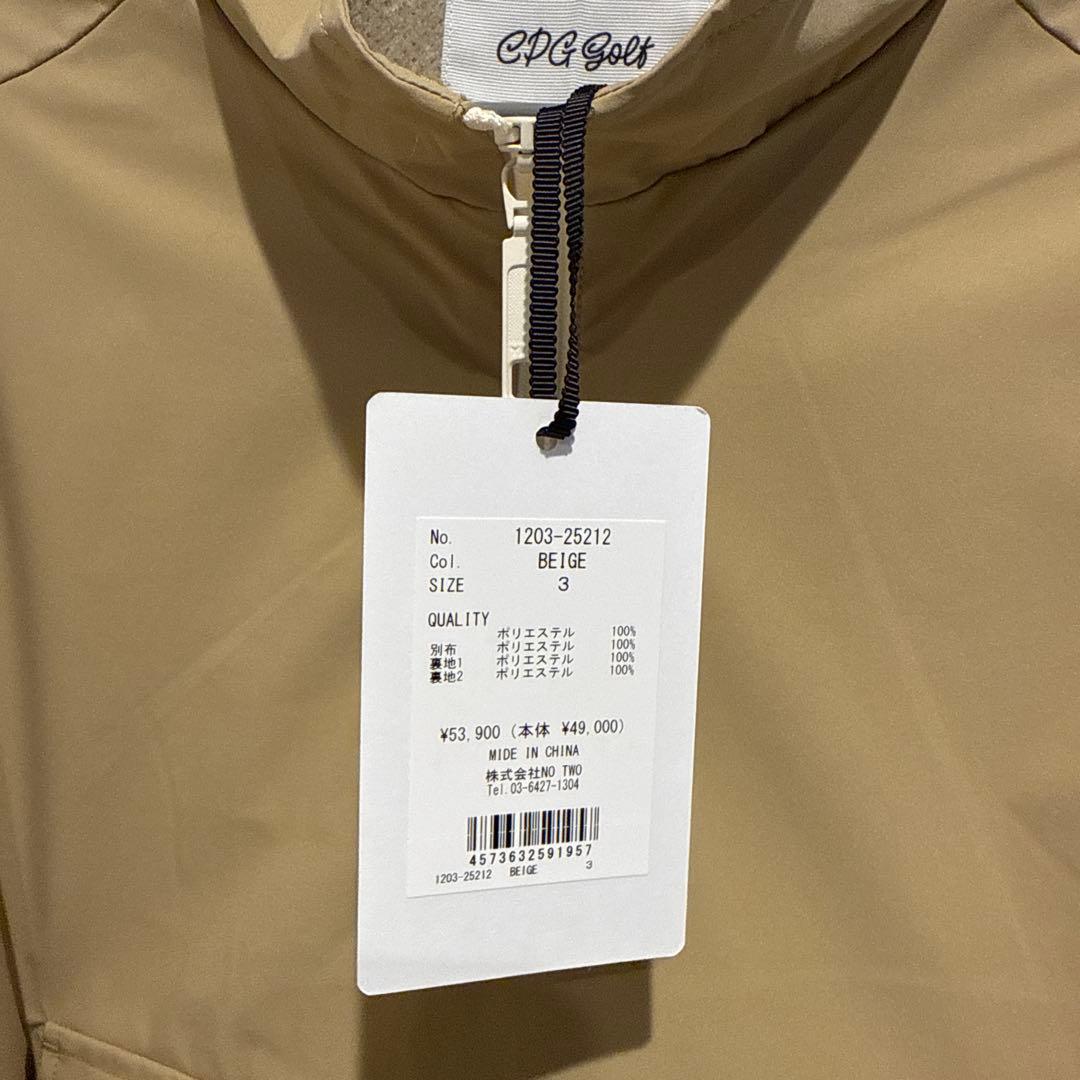 CPG Golf
No. 1203-25212
Col. BEIGE
SIZE 3
QUALITY
ポリエステル 100%
別布 ポリエステル 100%
裏地1 ポリエステル 100%
裏地2 ポリエステル 100%
¥53,900 (本体 ¥49,000)
MIDE IN CHINA
株式会社NO TWO
Tel.03-6427-1304
4573632591957
1203-25212 BEIGE 3